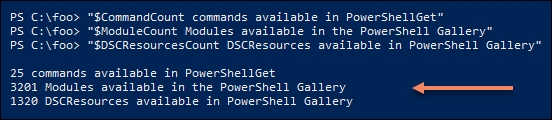 PS C:\foo> "$CommandCount commands available in PowerShellGet"
PS C:\foo> "$ModuleCount Modules available in the PowerShell Gallery"
PS C:\foo> "$DSCResourcesCount DSCResources available in PowerShell Gallery"
25 commands available in PowerShellGet
3201 Modules available in the PowerShell Gallery
1320 DSCResources available in PowerShell Gallery